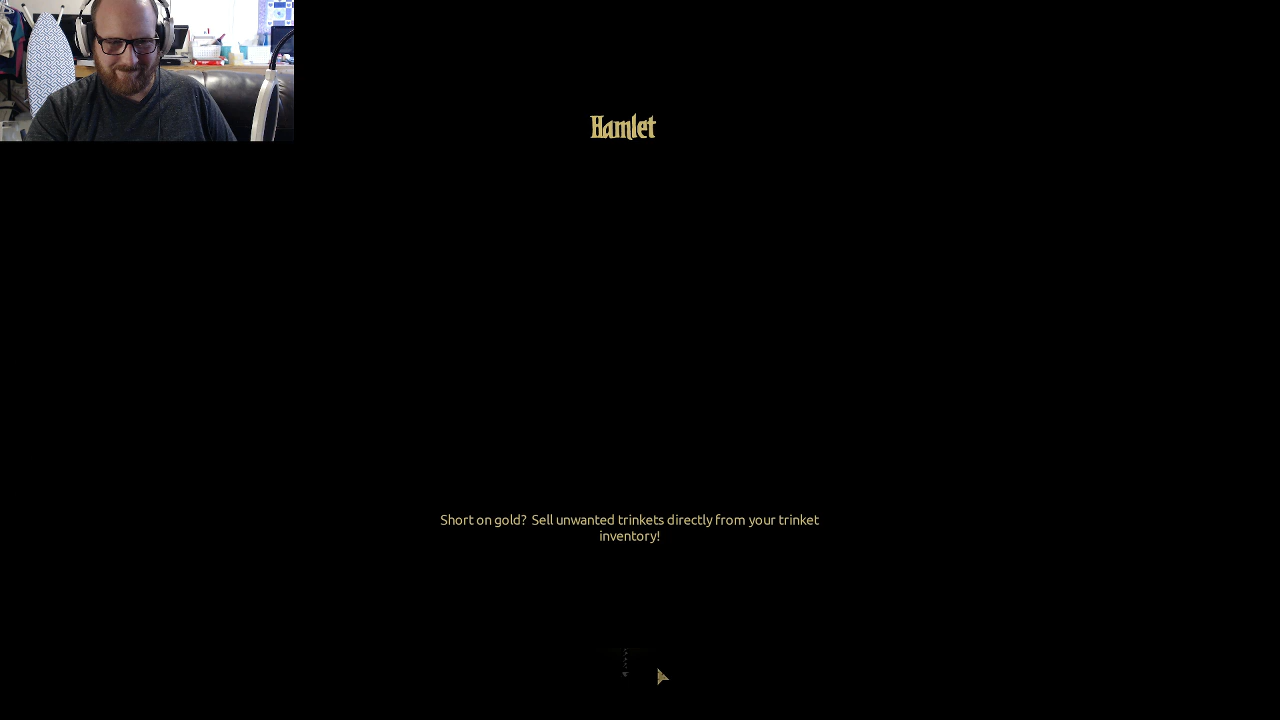 Hamlet
Short on gold?  Sell unwanted trinkets directly from your trinket
inventory!